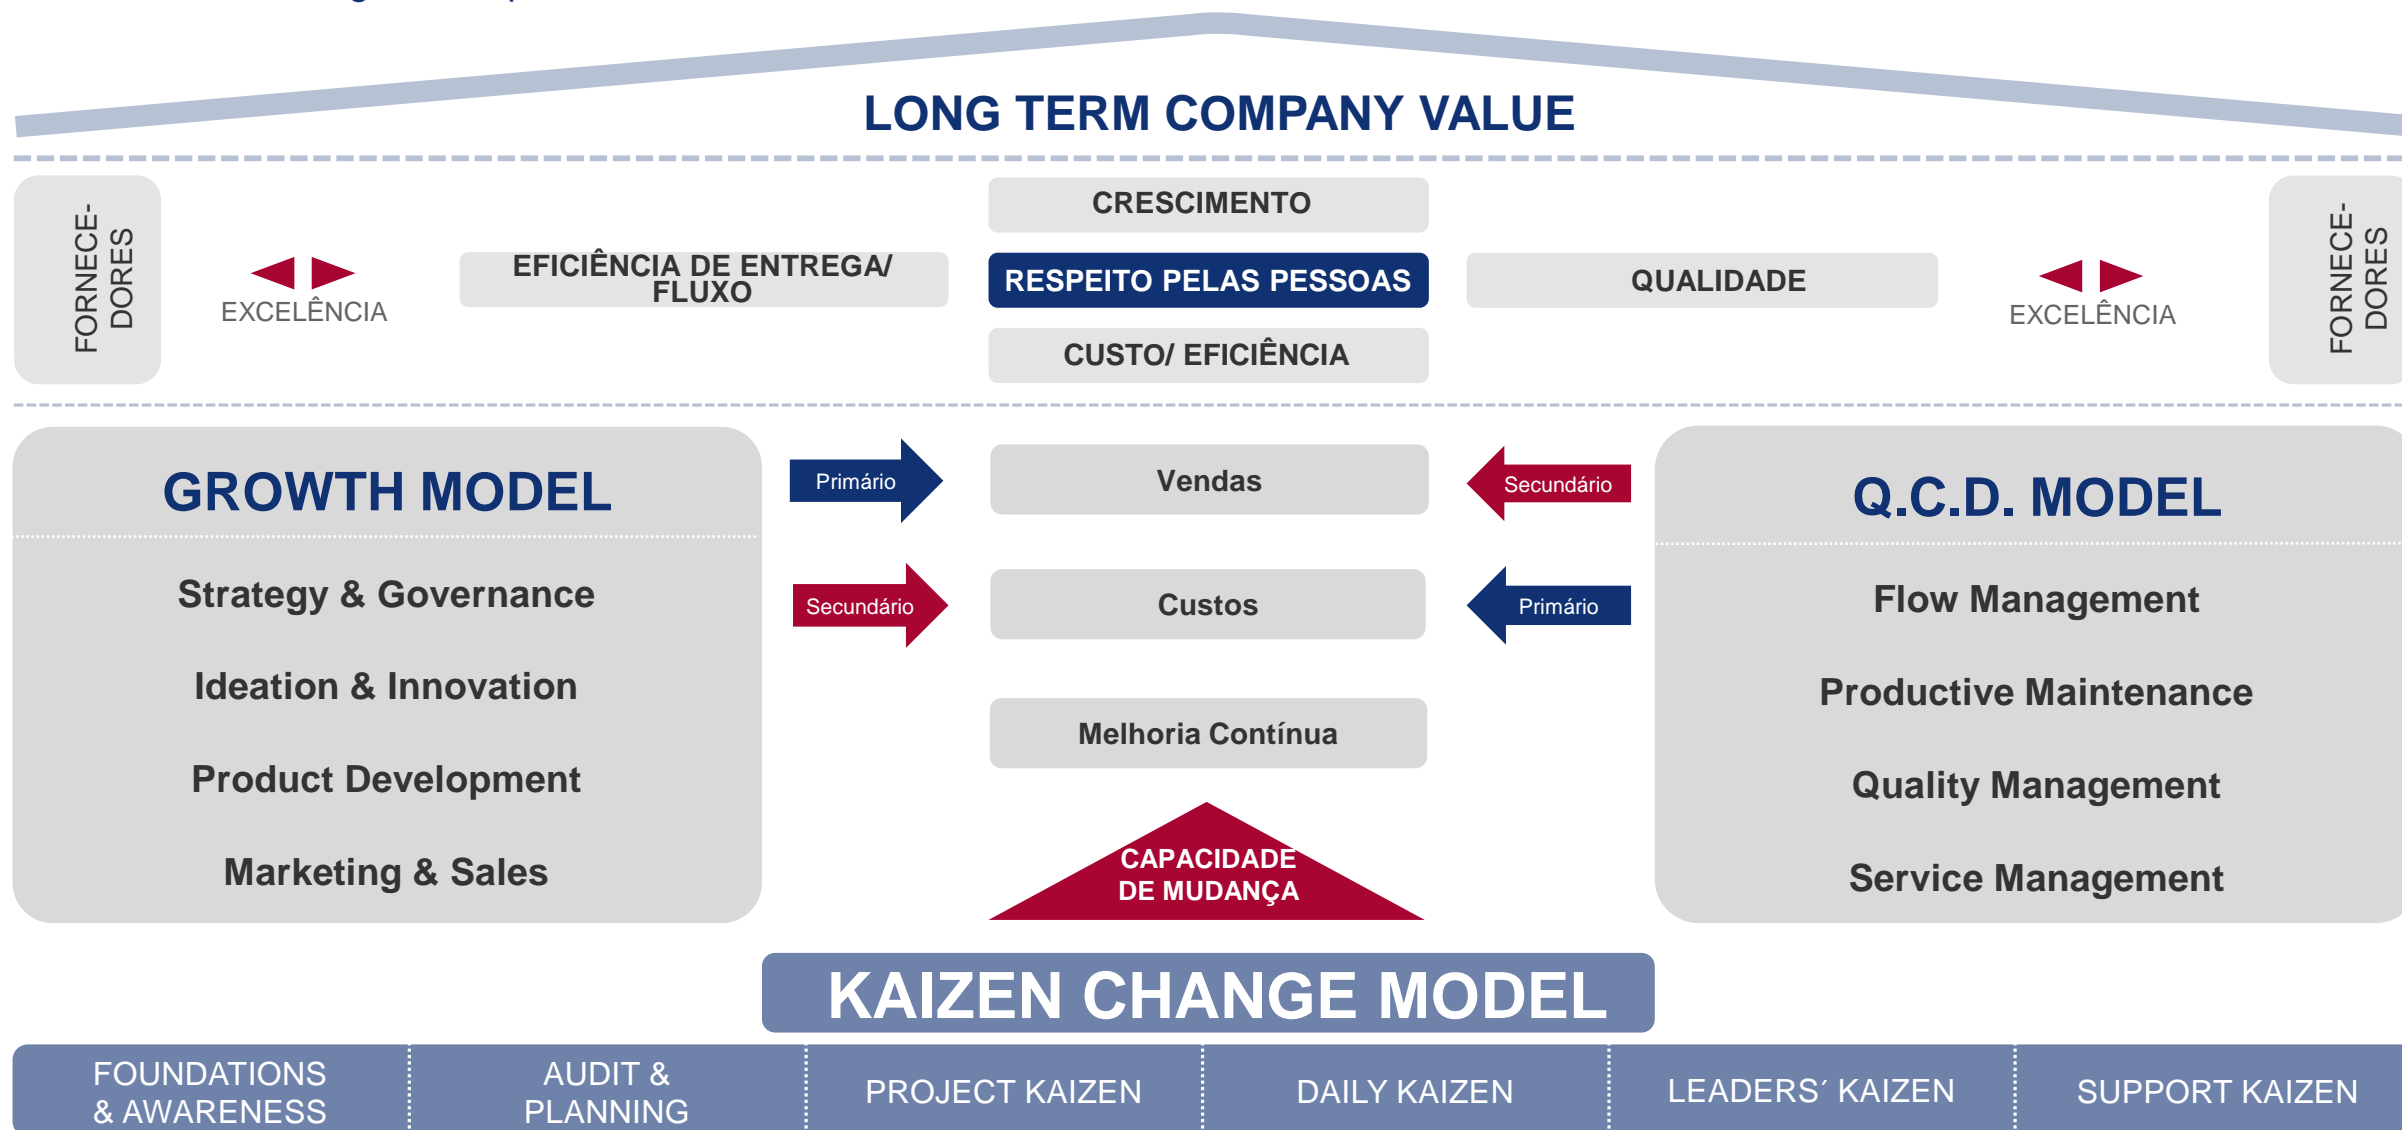 LONG TERM COMPANY VALUE
FORNECE-
DORES
EXCELÊNCIA
EFICIÊNCIA DE ENTREGA/
FLUXO
CRESCIMENTO
RESPEITO PELAS PESSOAS
CUSTO/ EFICIÊNCIA
QUALIDADE
EXCELÊNCIA
FORNECE-
DORES
GROWTH MODEL
Strategy & Governance
Ideation & Innovation
Product Development
Marketing & Sales
Primário
Vendas
Secundário
Secundário
Custos
Primário
Melhoria Contínua
CAPACIDADE
DE MUDANÇA
Q.C.D. MODEL
Flow Management
Productive Maintenance
Quality Management
Service Management
KAIZEN CHANGE MODEL
FOUNDATIONS
& AWARENESS
AUDIT &
PLANNING
PROJECT KAIZEN
DAILY KAIZEN
LEADERS´ KAIZEN
SUPPORT KAIZEN